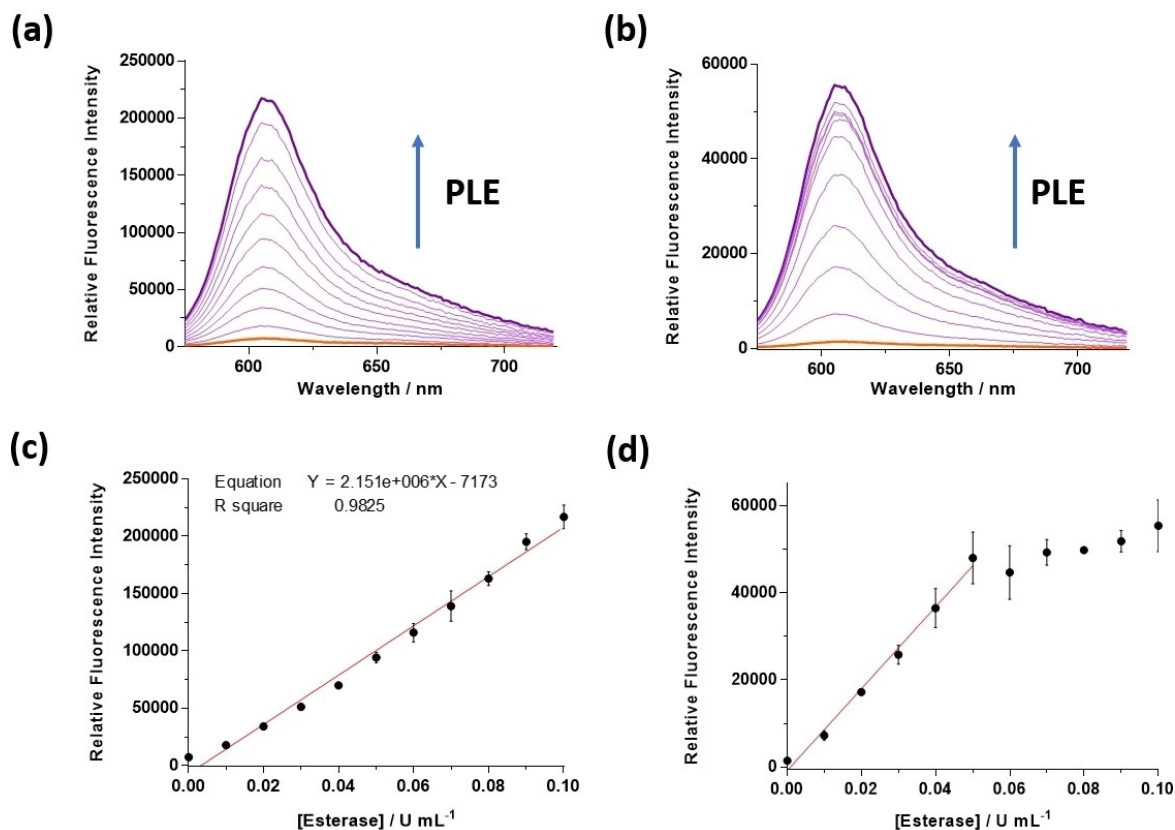 (a)
250000
200000
150000
100000
50000
0
Relative Fluorescence Intensity
PLE
600
650
700
Wavelength / nm
(b)
60000
40000
20000
0
Relative Fluorescence Intensity
PLE
600
650
700
Wavelength / nm
(c)
250000
200000
150000
100000
50000
0
Relative Fluorescence Intensity
Equation Y = 2.151e+006*X - 7173
R square 0.9825
0.00 0.02 0.04 0.06 0.08 0.10
[Esterase] / U mL⁻¹
(d)
60000
40000
20000
0
Relative Fluorescence Intensity
0.00 0.02 0.04 0.06 0.08 0.10
[Esterase] / U mL⁻¹